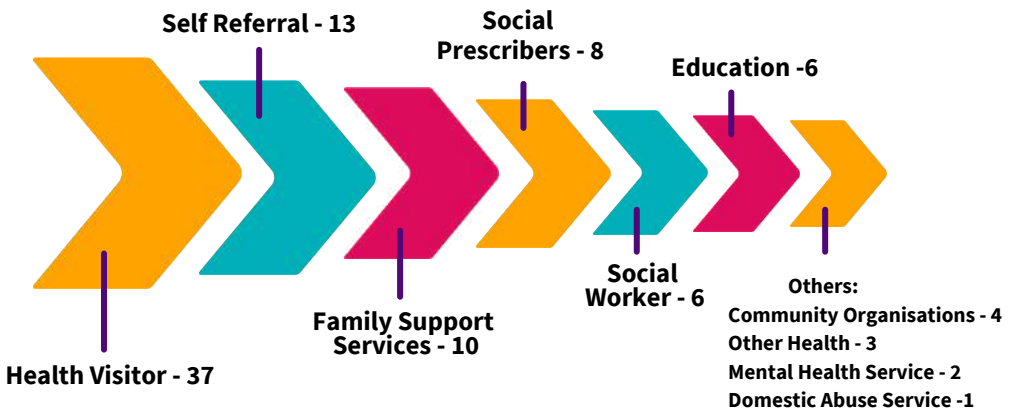 Self Referral - 13
Social
Prescribers - 8
Education -6
Health Visitor - 37
Family Support
Services - 10
Social
Worker - 6
Others:
Community Organisations - 4
Other Health - 3
Mental Health Service - 2
Domestic Abuse Service -1